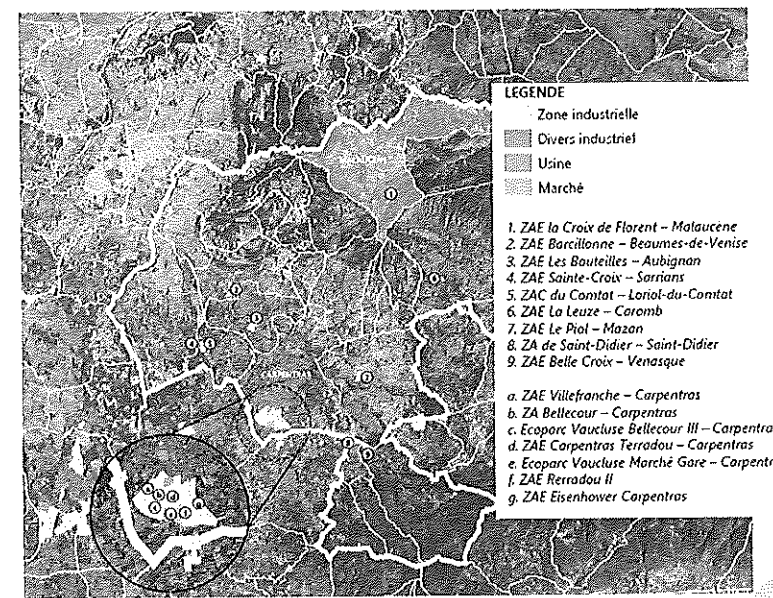 LEGENDE
Zone industrielle
Divers industriel
Usine
Marché
1. ZAE la Croix de Florent – Malaucène
2. ZAE Barcillonne – Beaumes-de-Venise
3. ZAE Les Bouteilles – Aubignan
4. ZAE Sainte-Croix – Sarrians
5. ZAC du Comtat – Loriol-du-Comtat
6. ZAE La Leuze – Caromb
7. ZAE Le Piol – Mazan
8. ZA de Saint-Didier – Saint-Didier
9. ZAE Belle Croix – Venasque
a. ZAE Villefranche – Carpentras
b. ZA Bellecour – Carpentras
c. Ecoparc Vaucluse Bellecour III – Carpentra
d. ZAE Carpentras Terradou – Carpentras
e. Ecoparc Vaucluse Marché Gare – Carpentr
f. ZAE Rerradou II
g. ZAE Eisenhower Carpentras
CARPENTRAS